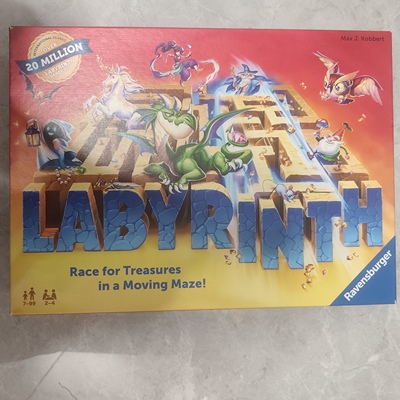 Max J. Kobbert
20 MILLION
LABYRINTH
Race for Treasures
in a Moving Maze!
7-99 2-4
Ravensburger